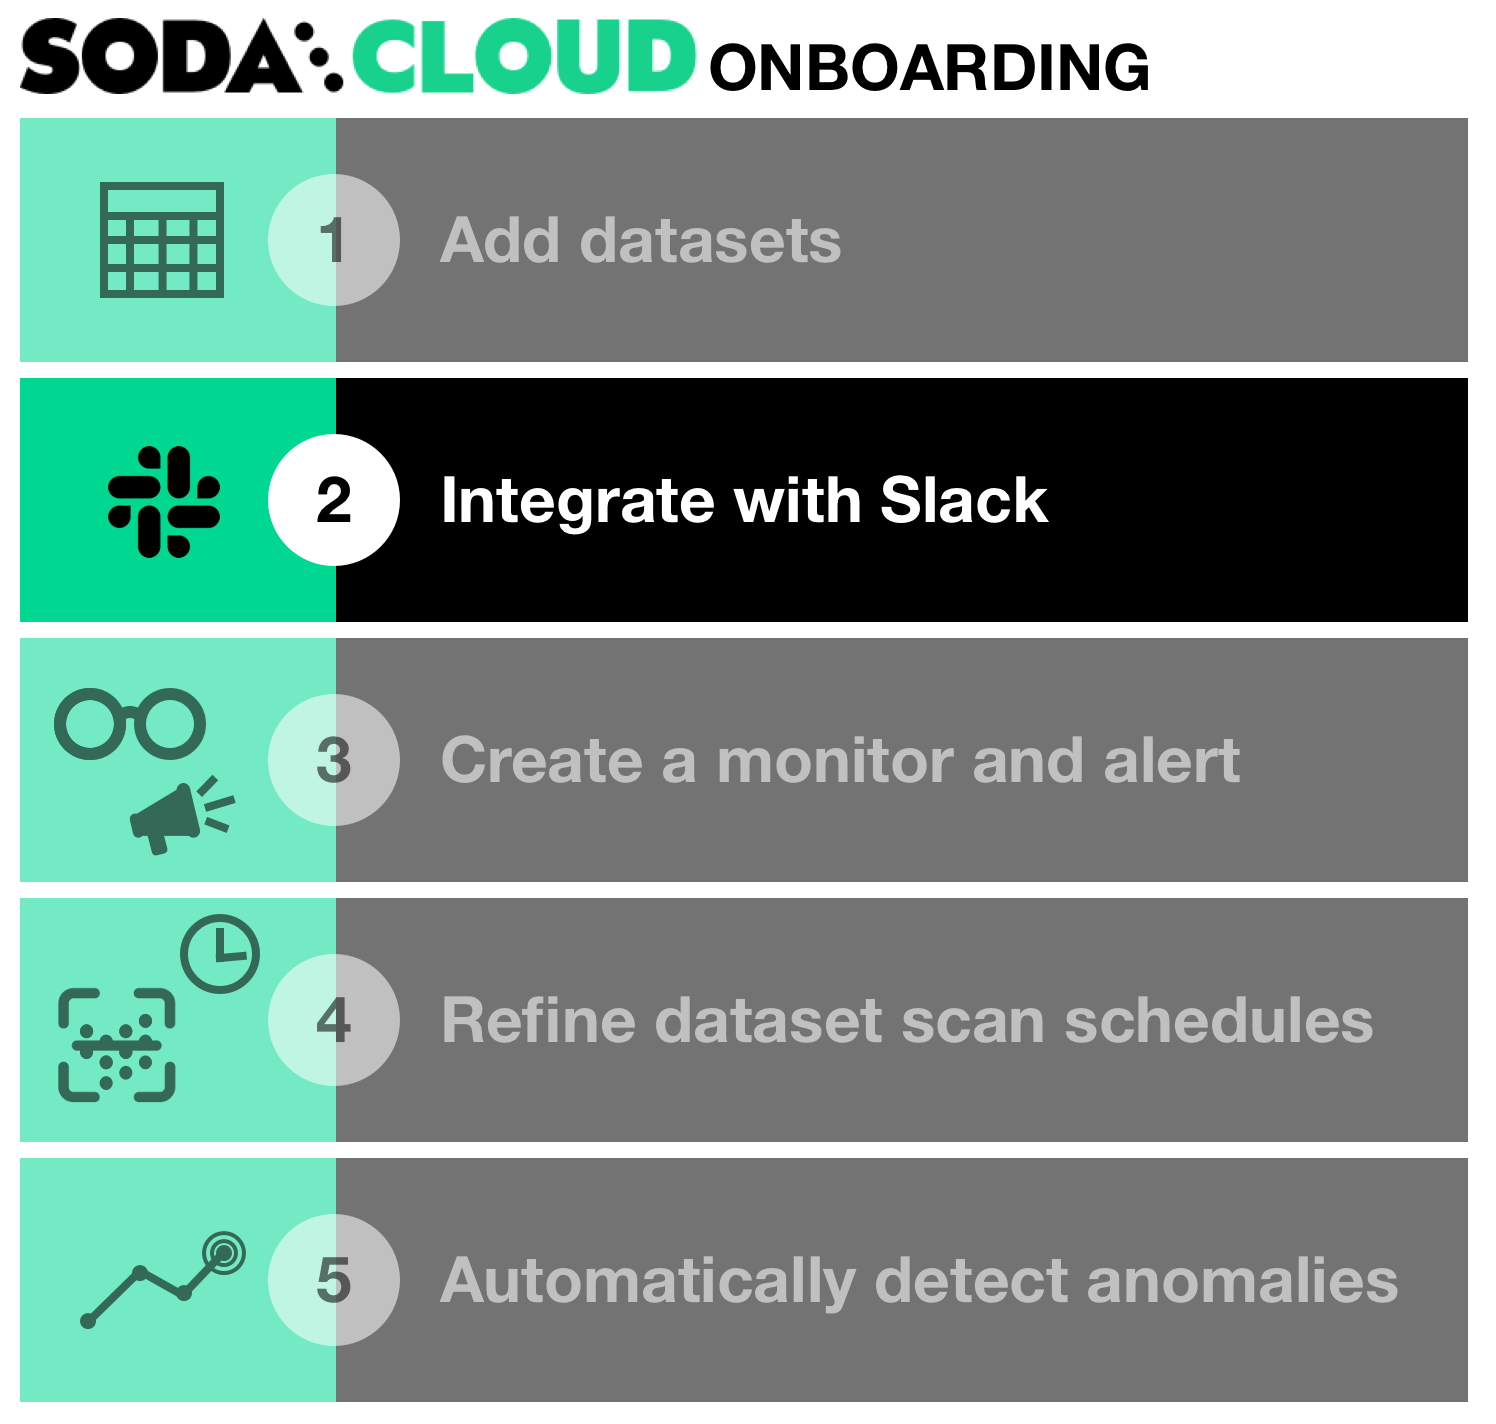 SODA CLOUD ONBOARDING
1 Add datasets
2 Integrate with Slack
3 Create a monitor and alert
4 Refine dataset scan schedules
5 Automatically detect anomalies